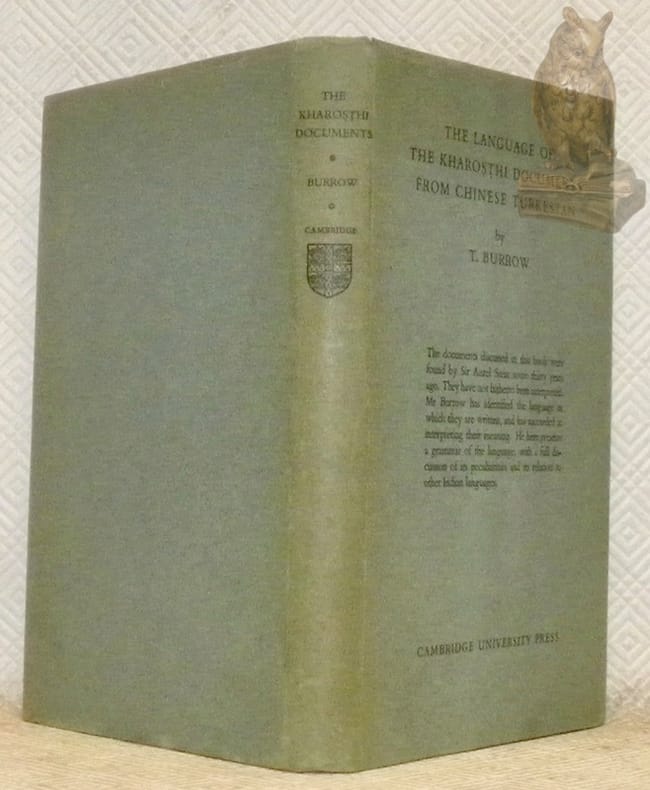 THE
KHAROṢṬHI
DOCUMENTS
BURROW
CAMBRIDGE
THE LANGUAGE OF
THE KHAROṢṬHI DOCUMENTS
FROM CHINESE TURKESTAN
by
T. BURROW
The documents discussed in this book were
found by Sir Aurel Stein some thirty years
ago. They have not hitherto been interpreted.
Mr Burrow has identified the language in
which they are written, and has succeeded in
interpreting their meaning. He here presents
a grammar of the language, with a full dis-
cussion of its peculiarities and its relation to
other Indian languages.
CAMBRIDGE UNIVERSITY PRESS